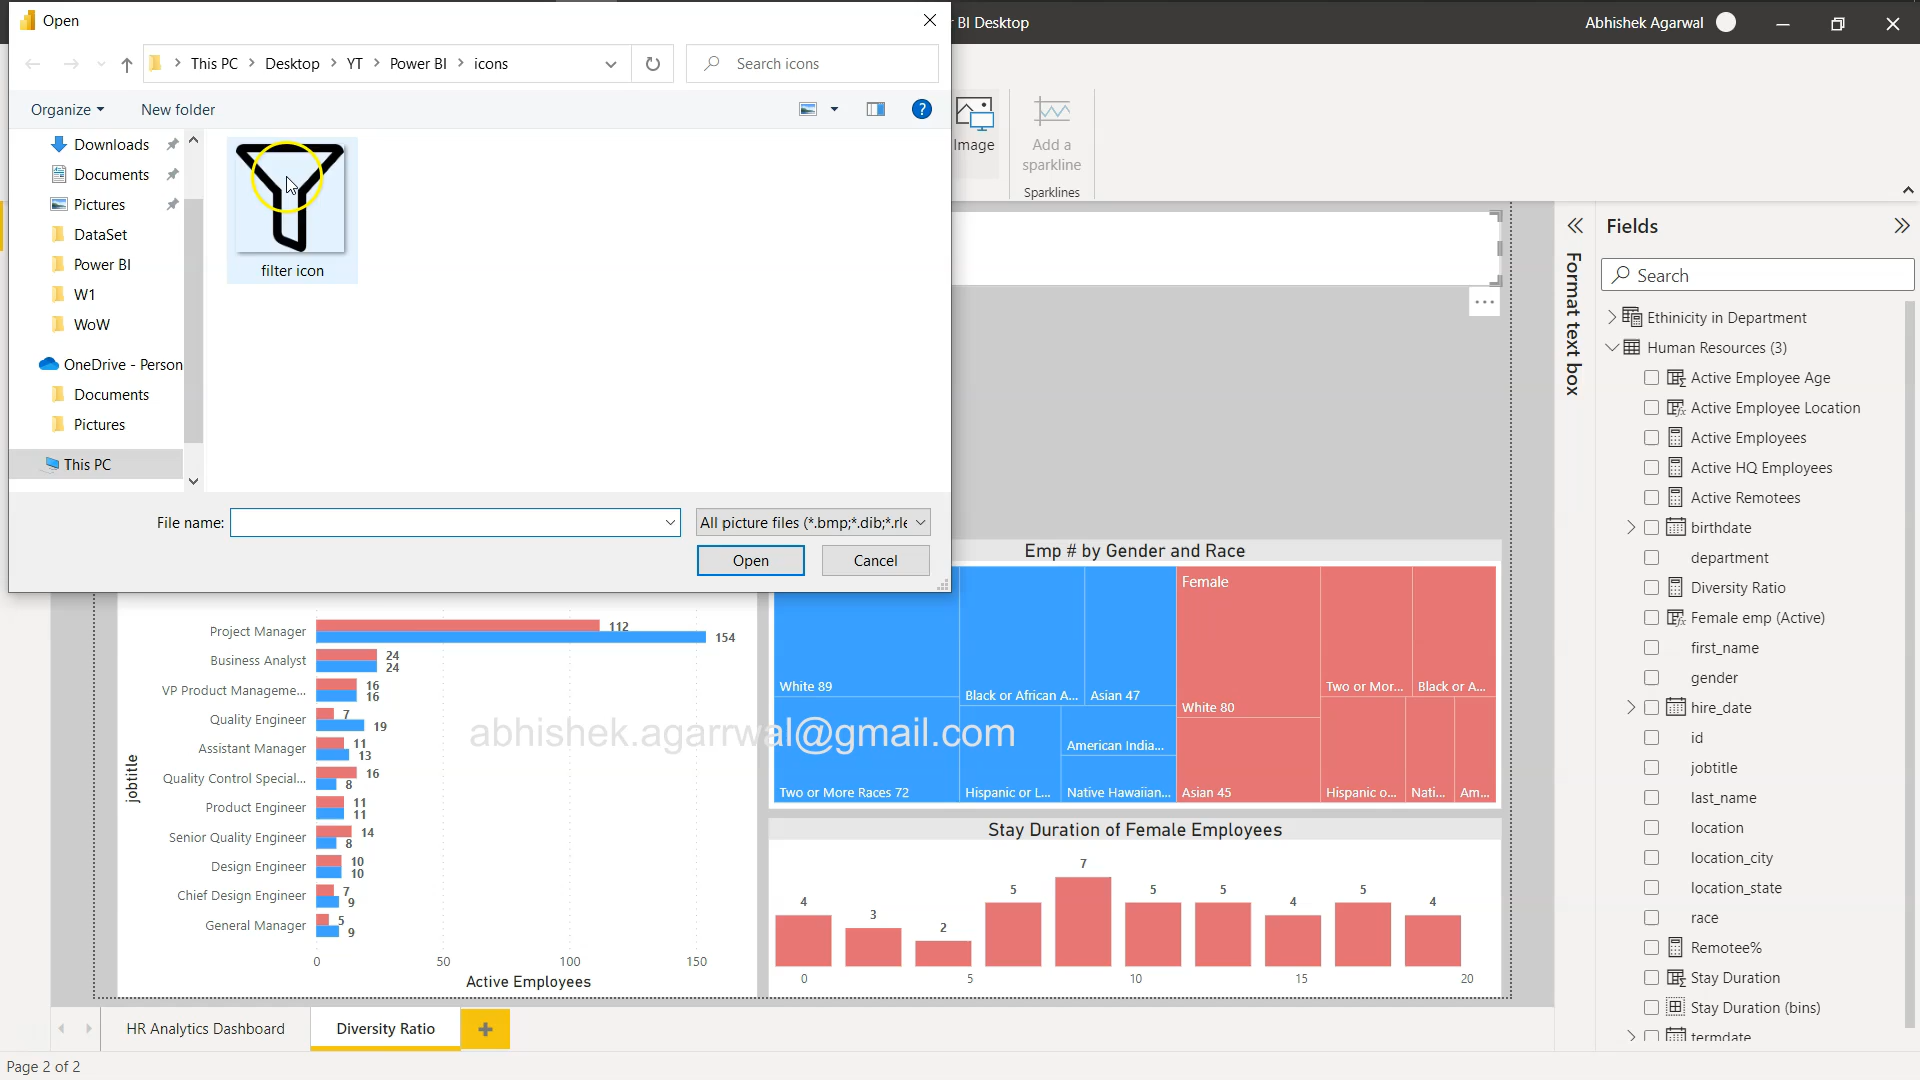 Open
BI Desktop
Abhishek Agarwal
This PC
Desktop
YT
Power BI
icons
Search icons
Organize
New folder
Image
Add a
sparkline
Sparklines
Downloads
Documents
Pictures
DataSet
Power BI
W1
WoW
OneDrive - Person
Documents
Pictures
This PC
filter icon
File name:
All picture files (*.bmp;*.dib;*.rle
Open
Cancel
Format text box
Fields
Search
Ethinicity in Department
Human Resources (3)
Active Employee Age
Active Employee Location
Active Employees
Active HQ Employees
Active Remotees
birthdate
department
Diversity Ratio
Female emp (Active)
first_name
gender
hire_date
id
jobtitle
last_name
location
location_city
location_state
race
Remotee%
Stay Duration
Stay Duration (bins)
termdate
jobtitle
Project Manager 112 154
Business Analyst 24 24
VP Product Manageme... 16 16
Quality Engineer 7 19
Assistant Manager 11 13
Quality Control Special... 16 8
Product Engineer 11 11
Senior Quality Engineer 14 8
Design Engineer 10 10
Chief Design Engineer 7 9
General Manager 5 9
0 50 100 150
Active Employees
Emp # by Gender and Race
Female
White 89
Black or African A...
Asian 47
White 80
Two or Mor...
Black or A...
American India...
Two or More Races 72
Hispanic or L...
Native Hawaiian...
Asian 45
Hispanic o...
Nati...
Am...
abhishek.agarrwal@gmail.com
Stay Duration of Female Employees
4 3 2 5 7 5 5 4 5 4
0 5 10 15 20
HR Analytics Dashboard
Diversity Ratio
Page 2 of 2